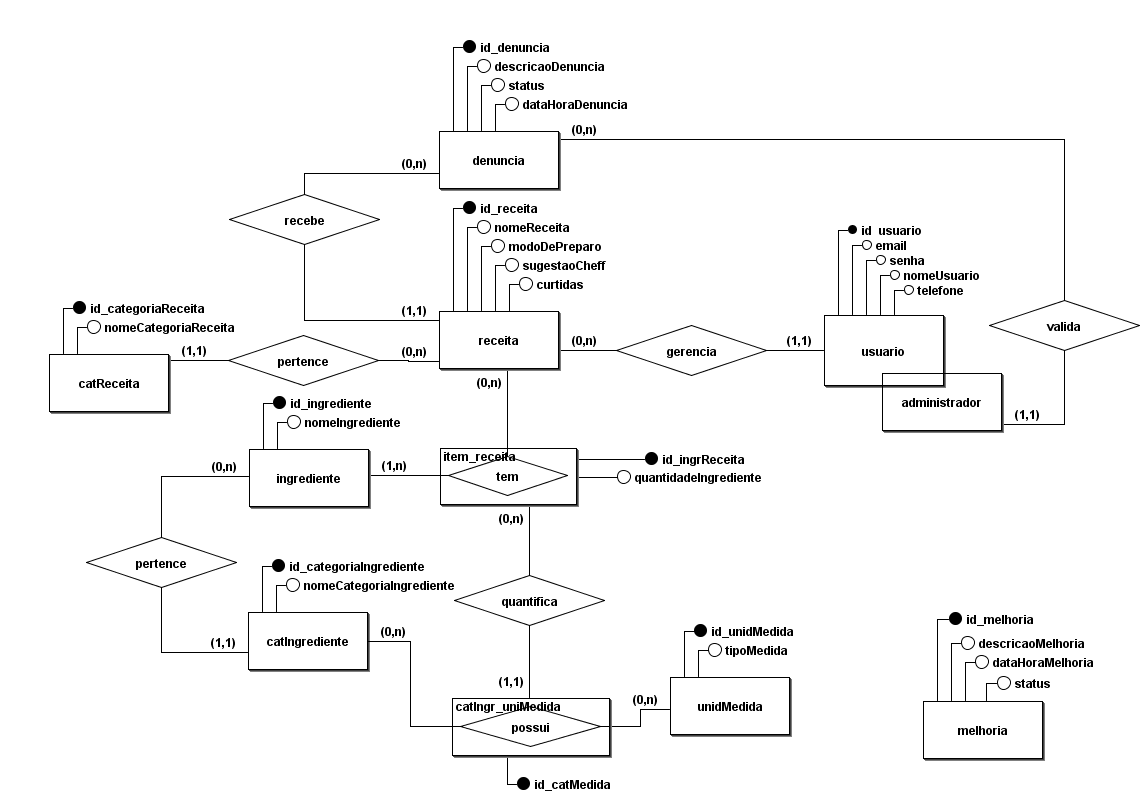 id_denuncia
descricaoDenuncia
status
dataHoraDenuncia
(0,n)
denuncia
(0,n)
recebe
id_receita
nomeReceita
modoDePreparo
sugestaoCheff
curtidas
id_usuario
email
senha
nomeUsuario
telefone
id_categoriaReceita
nomeCategoriaReceita
(1,1)
receita
(0,n)
gerencia
(1,1)
usuario
valida
(1,1)
pertence
(0,n)
catReceita
(0,n)
administrador
(1,1)
id_ingrediente
nomeIngrediente
item_receita
id_ingrReceita
(0,n)
ingrediente
(1,n)
tem
quantidadeIngrediente
(0,n)
pertence
id_categoriaIngrediente
nomeCategoriaIngrediente
quantifica
(1,1)
catIngrediente
(0,n)
id_unidMedida
tipoMedida
id_melhoria
descricaoMelhoria
dataHoraMelhoria
status
(1,1)
catIngr_uniMedida
possui
(0,n)
unidMedida
melhoria
id_catMedida